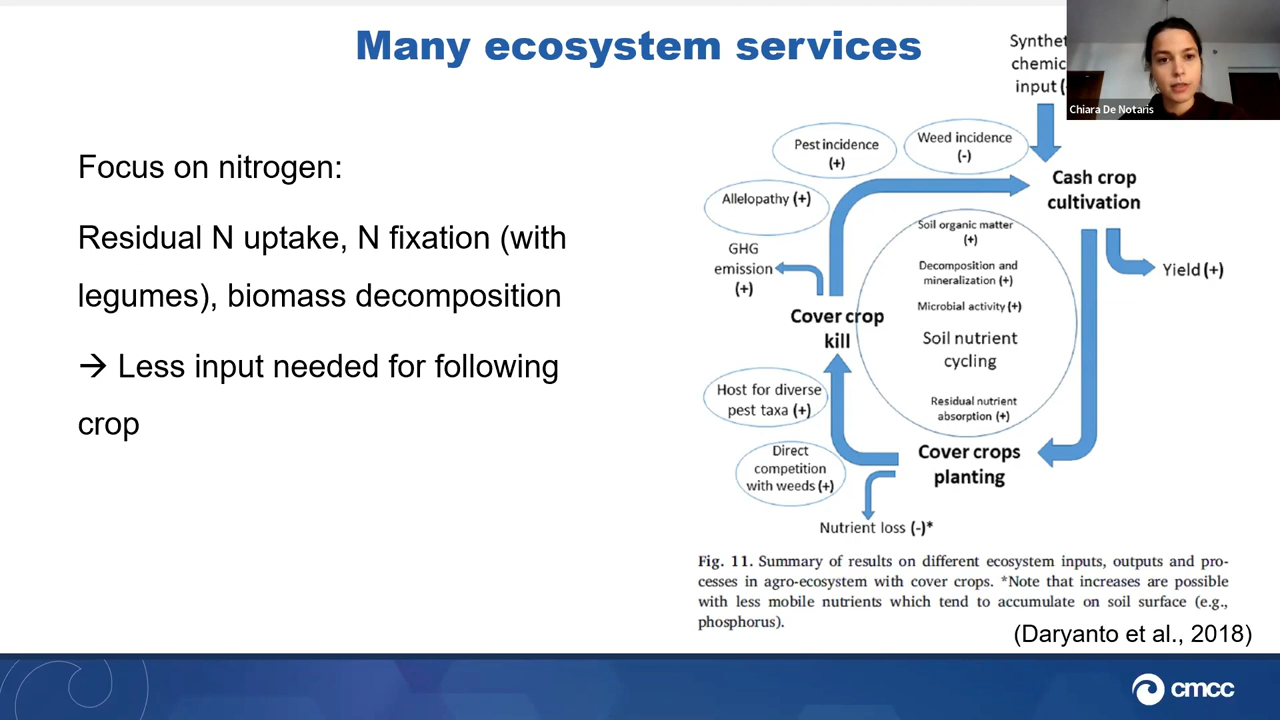 Many ecosystem services
Focus on nitrogen:
Residual N uptake, N fixation (with
legumes), biomass decomposition
→ Less input needed for following
crop
input
Chiara De Notaris
Pest incidence
(+)
Weed incidence
(-)
Cash crop
cultivation
Allelopathy (+)
Soil organic matter
(+)
GHG
emission
(+)
Decomposition and
mineralization (+)
Yield (+)
Microbial activity (+)
Cover crop
kill
Soil nutrient
cycling
Host for diverse
pest taxa (+)
Residual nutrient
absorption (+)
Direct
competition
with weeds (+)
Cover crops
planting
Nutrient loss (-)*
Fig. 11. Summary of results on different ecosystem inputs, outputs and pro-
cesses in agro-ecosystem with cover crops. *Note that increases are possible
with less mobile nutrients which tend to accumulate on soil surface (e.g.,
phosphorus).
(Daryanto et al., 2018)
cmcc